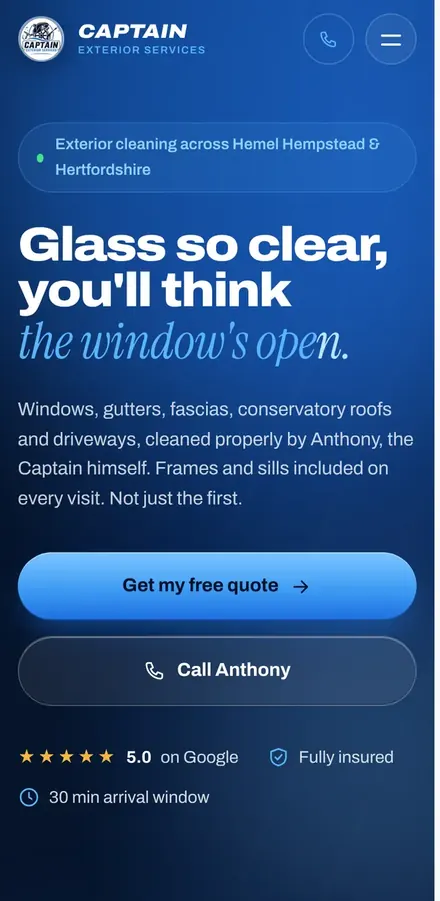 CAPTAIN
EXTERIOR SERVICES
CAPTAIN
EXTERIOR SERVICES
Exterior cleaning across Hemel Hempstead &
Hertfordshire
Glass so clear,
you'll think
the window's open.
Windows, gutters, fascias, conservatory roofs
and driveways, cleaned properly by Anthony, the
Captain himself. Frames and sills included on
every visit. Not just the first.
Get my free quote →
Call Anthony
★★★★★ 5.0 on Google Fully insured
30 min arrival window